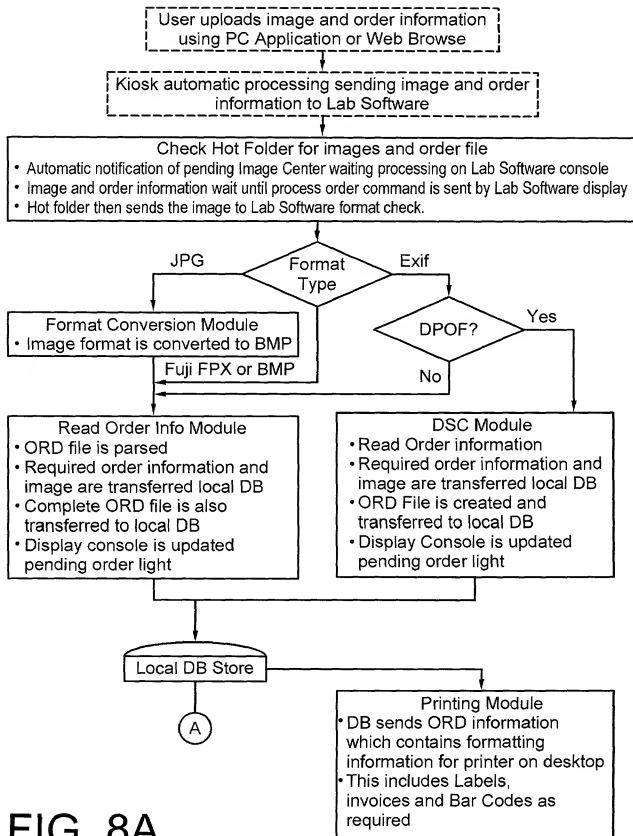 User uploads image and order information
using PC Application or Web Browse
Kiosk automatic processing sending image and order
information to Lab Software
Check Hot Folder for images and order file
• Automatic notification of pending Image Center waiting processing on Lab Software console
• Image and order information wait until process order command is sent by Lab Software display
• Hot folder then sends the image to Lab Software format check.
JPG
Format
Type
Exif
Format Conversion Module
• Image format is converted to BMP
DPOF?
Yes
Fuji FPX or BMP
No
Read Order Info Module
• ORD file is parsed
• Required order information and
image are transferred local DB
• Complete ORD file is also
transferred to local DB
• Display console is updated
pending order light
DSC Module
• Read Order information
• Required order information and
image are transferred local DB
• ORD File is created and
transferred to local DB
• Display Console is updated
pending order light
Local DB Store
A
Printing Module
• DB sends ORD information
which contains formatting
information for printer on desktop
• This includes Labels,
invoices and Bar Codes as
required
FIG. 8A